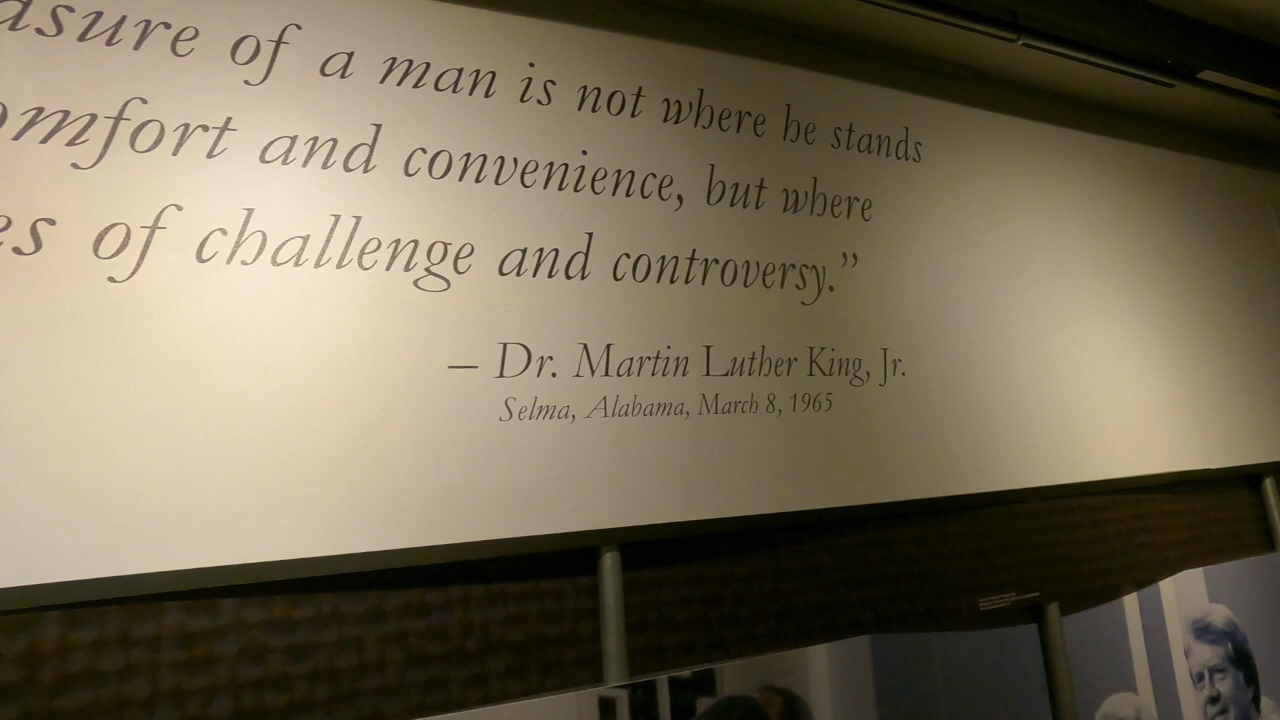 asure of a man is not where he stands
omfort and convenience, but where
es of challenge and controversy.”
– Dr. Martin Luther King, Jr.
Selma, Alabama, March 8, 1965